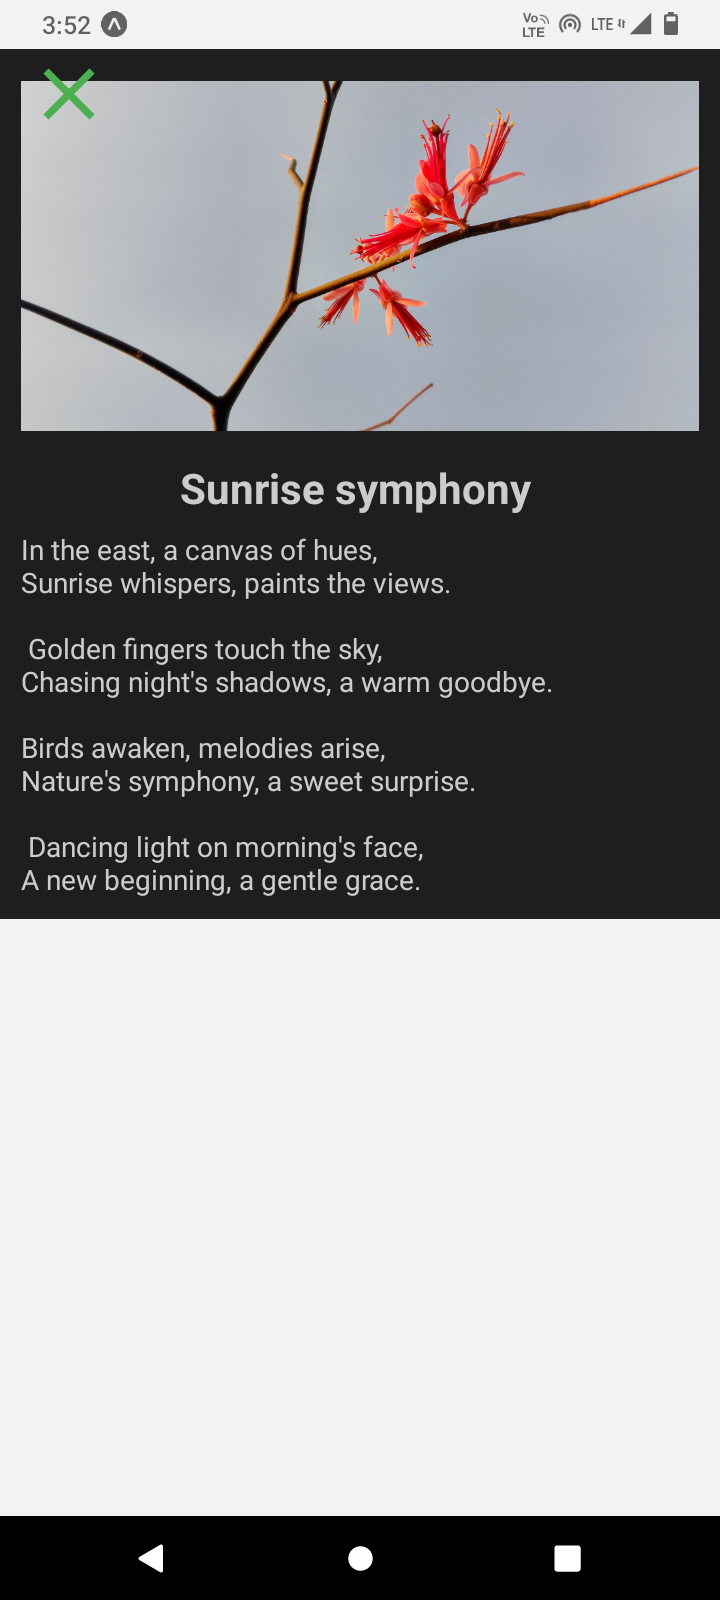 3:52
Vo LTE
LTE
Sunrise symphony
In the east, a canvas of hues,
Sunrise whispers, paints the views.
Golden fingers touch the sky,
Chasing night's shadows, a warm goodbye.
Birds awaken, melodies arise,
Nature's symphony, a sweet surprise.
Dancing light on morning's face,
A new beginning, a gentle grace.